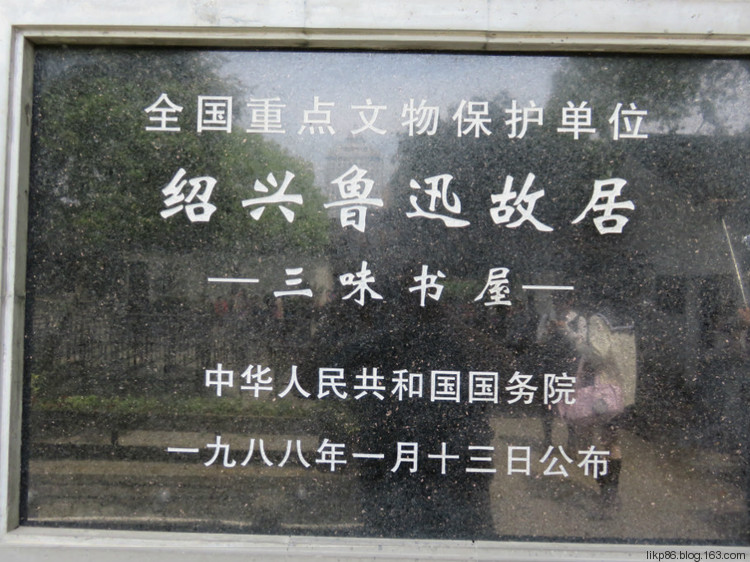 全国重点文物保护单位
绍兴鲁迅故居
—三味书屋—
中华人民共和国国务院
一九八八年一月十三日公布
likp86.blog.163.com